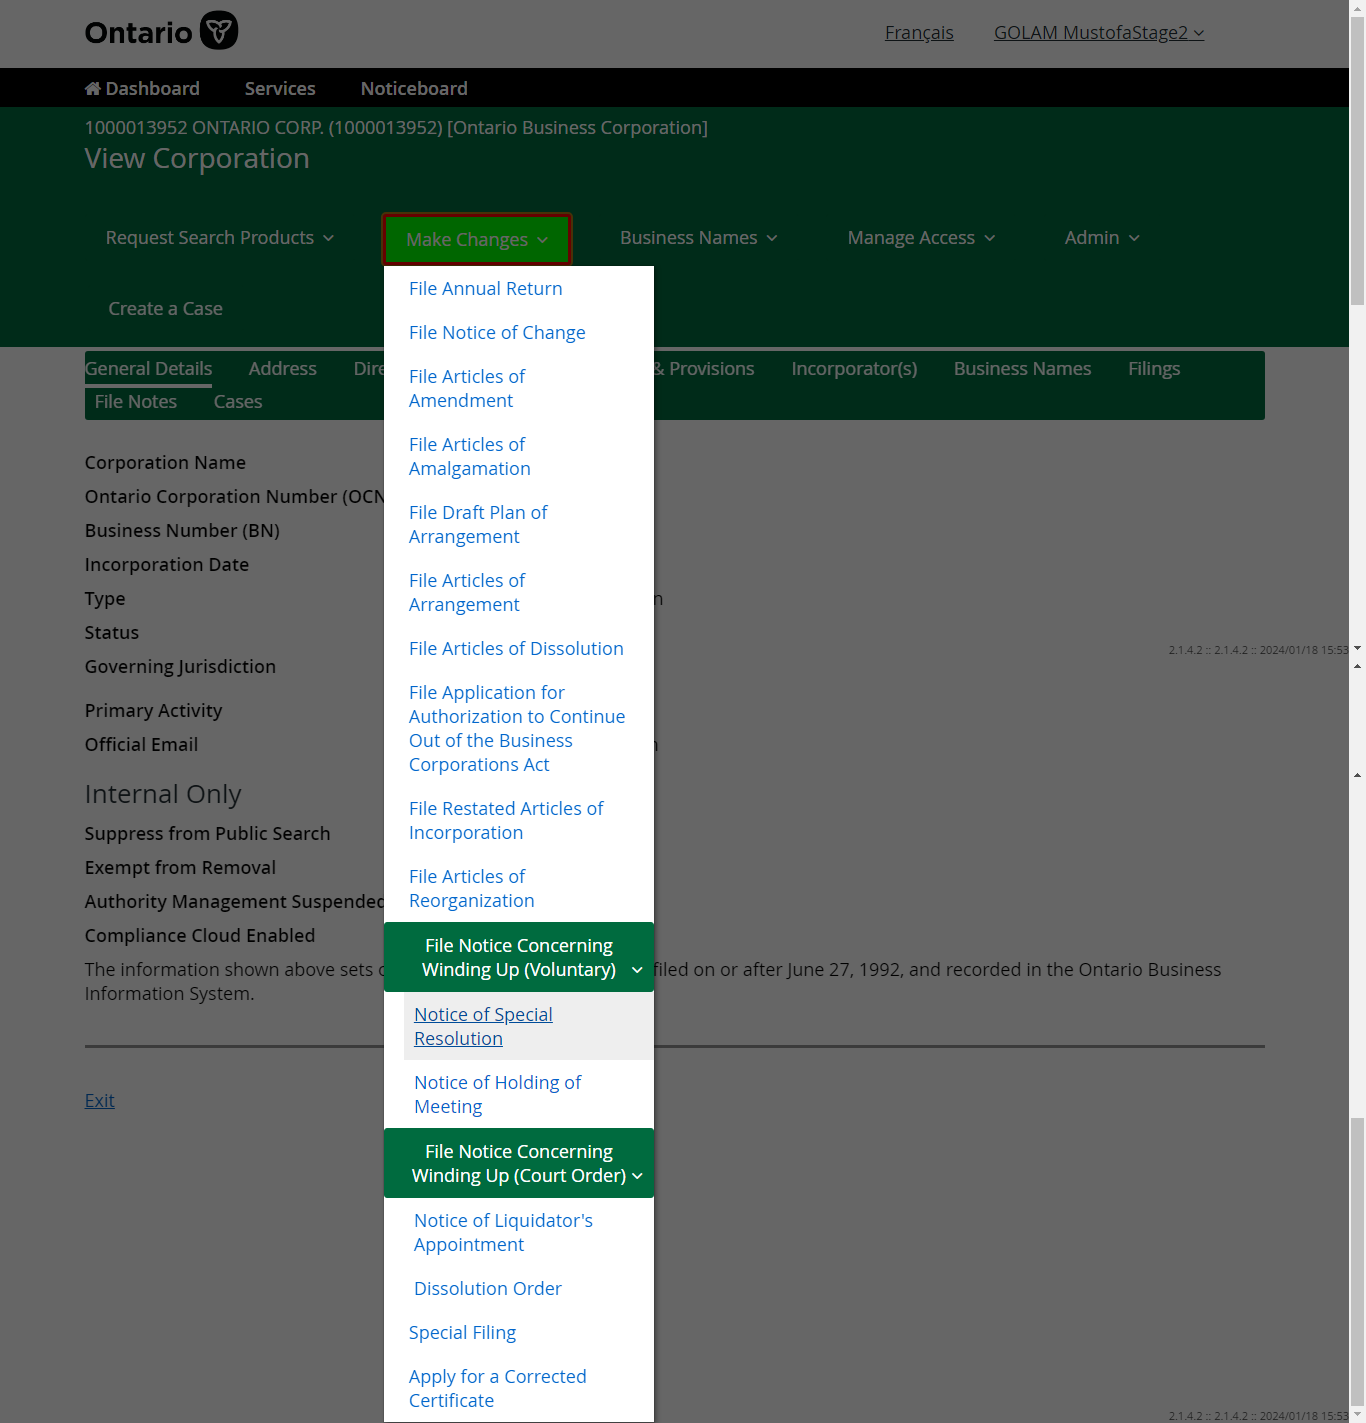 Ontario
Français GOLAM MustofaStage2
Dashboard Services Noticeboard
1000013952 ONTARIO CORP. (1000013952) [Ontario Business Corporation]
View Corporation
Request Search Products Make Changes Business Names Manage Access Admin
Create a Case
File Annual Return
File Notice of Change
File Articles of
Amendment
File Articles of
Amalgamation
File Draft Plan of
Arrangement
File Articles of
Arrangement
File Articles of Dissolution
File Application for
Authorization to Continue
Out of the Business
Corporations Act
File Restated Articles of
Incorporation
File Articles of
Reorganization
File Notice Concerning
Winding Up (Voluntary)
Notice of Special
Resolution
Notice of Holding of
Meeting
File Notice Concerning
Winding Up (Court Order)
Notice of Liquidator's
Appointment
Dissolution Order
Special Filing
Apply for a Corrected
Certificate
General Details Address Dire & Provisions Incorporator(s) Business Names Filings
File Notes Cases
Corporation Name
Ontario Corporation Number (OCN
Business Number (BN)
Incorporation Date
Type n
Status
Governing Jurisdiction
2.1.4.2 :: 2.1.4.2 :: 2024/01/18 15:53
Primary Activity
Official Email
Internal Only
Suppress from Public Search
Exempt from Removal
Authority Management Suspended
Compliance Cloud Enabled
The information shown above sets filed on or after June 27, 1992, and recorded in the Ontario Business
Information System.
Exit
2.1.4.2 :: 2.1.4.2 :: 2024/01/18 15:53